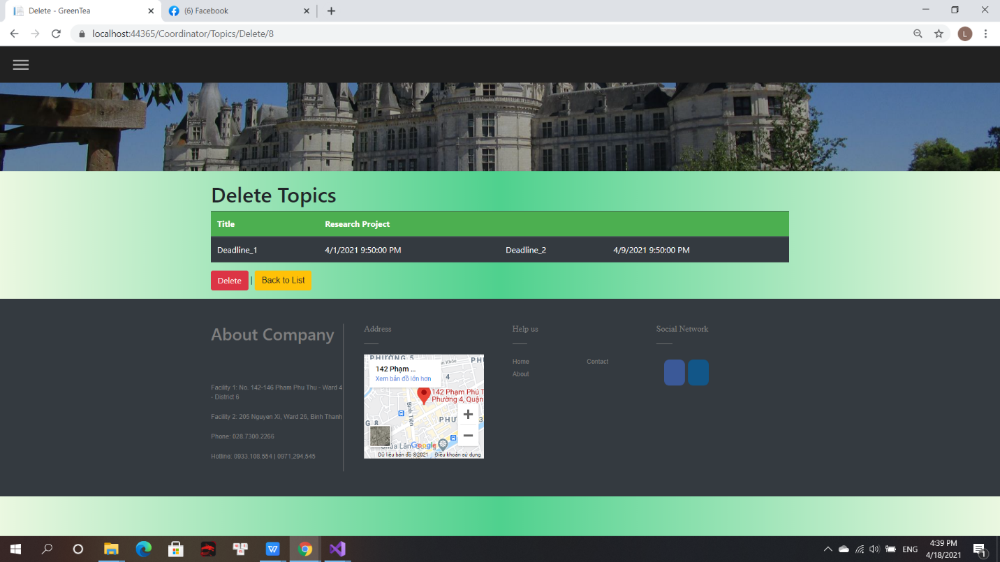 Delete - GreenTea
(6) Facebook
localhost:44365/Coordinator/Topics/Delete/8
L
Delete Topics
Title Research Project
Deadline_1 4/1/2021 9:50:00 PM Deadline_2 4/9/2021 9:50:00 PM
Delete | Back to List
About Company
Facility 1: No. 142-146 Pham Phu Thu - Ward 4
- District 6
Facility 2: 205 Nguyen Xi, Ward 26, Binh Thanh
Phone: 028.7300.2266
Hotline: 0933.108.554 | 0971.294.545
Address
PHƯỜNG 5
142 Phạm ...
Xem bản đồ lớn hơn
4
142 Phạm Phú T
Phường 4, Quận
Bình Tiên
PHƯ
G 8
Google
Dữ liệu bản đồ ©2021 Điều khoản sử dụng
Help us
Home Contact
About
Social Network
ENG
4:39 PM
4/18/2021
1